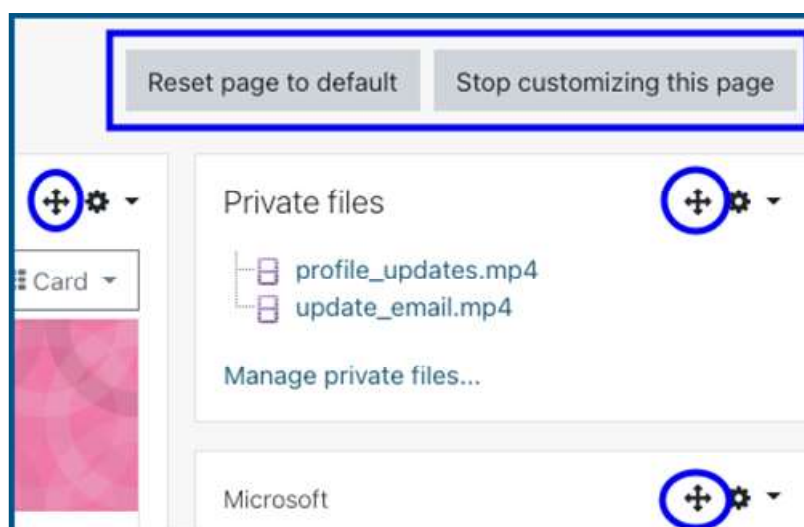 Reset page to default Stop customizing this page
Private files
profile_updates.mp4
Card
update_email.mp4
Manage private files...
Microsoft